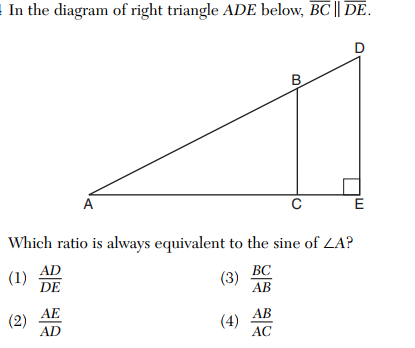 In the diagram of right triangle ADE below, BC || DE.
D
B
A
C
E
Which ratio is always equivalent to the sine of ∠A?
(1) AD/DE
(3) BC/AB
(2) AE/AD
(4) AB/AC